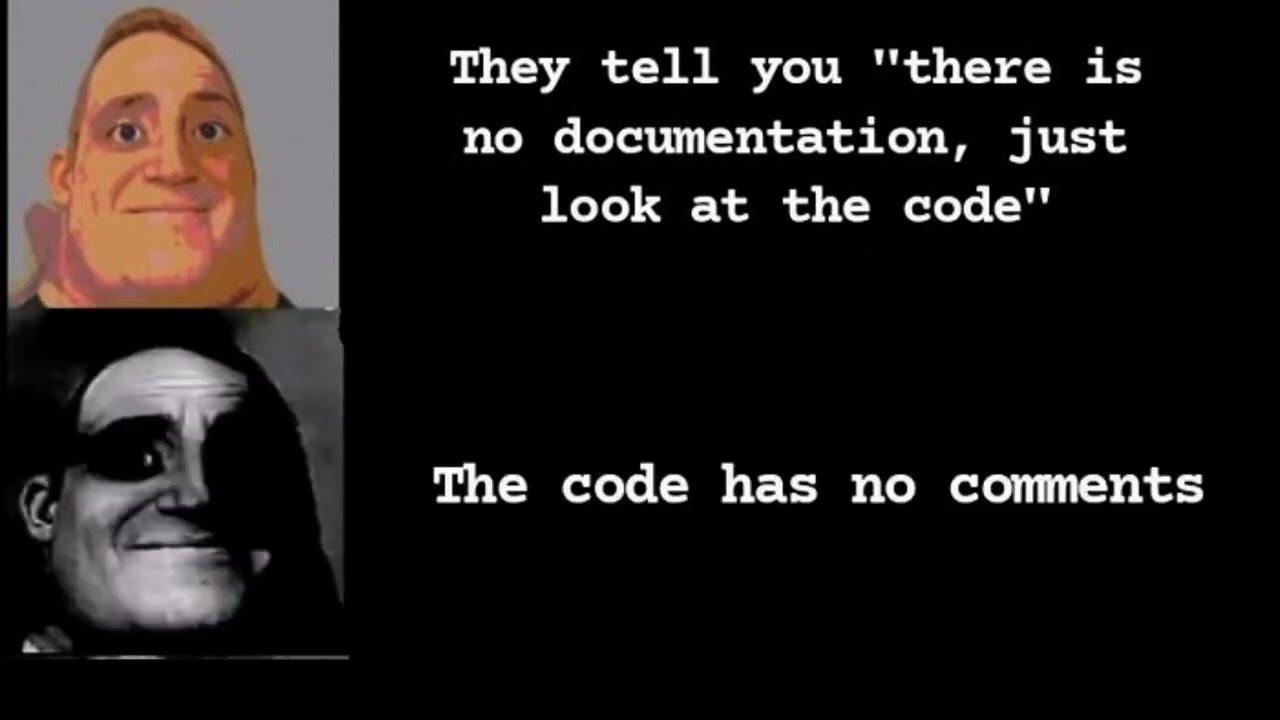 They tell you "there is
no documentation, just
look at the code"
The code has no comments